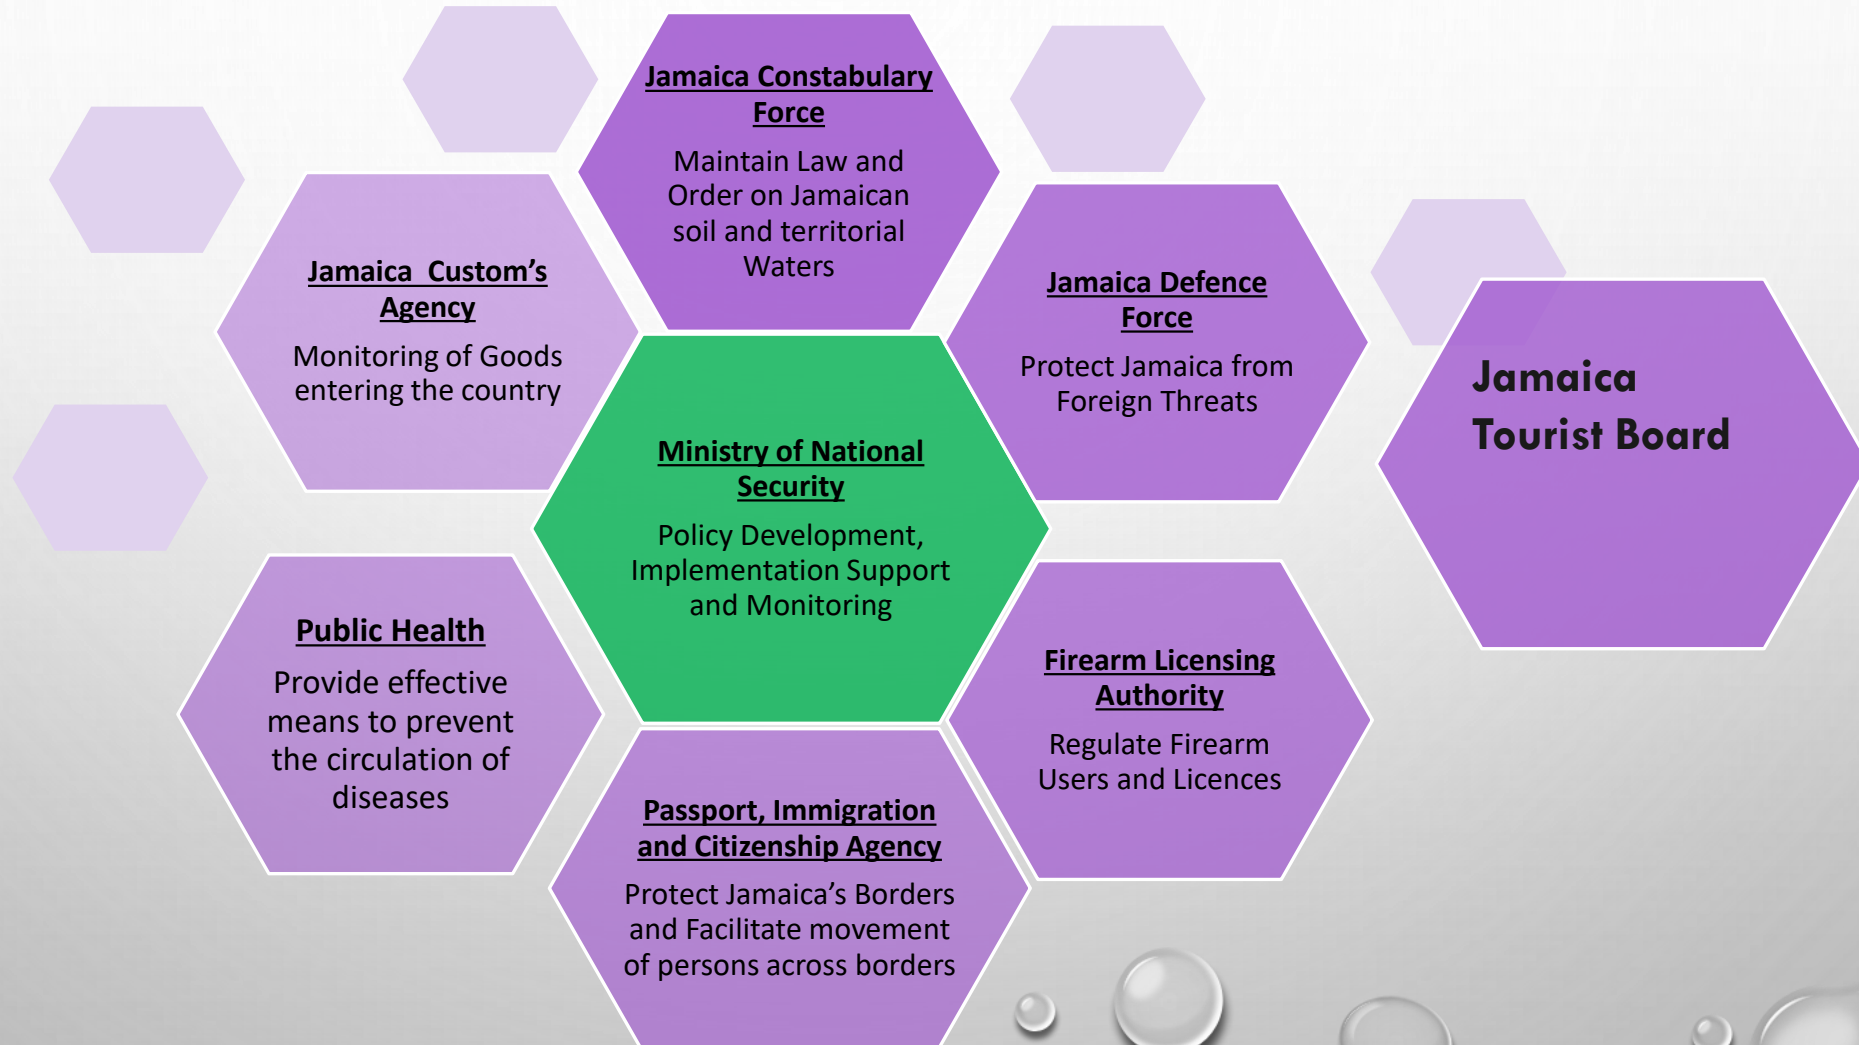 Jamaica Constabulary
Force
Maintain Law and
Order on Jamaican
soil and territorial
Waters
Jamaica Custom’s
Agency
Monitoring of Goods
entering the country
Jamaica Defence
Force
Protect Jamaica from
Foreign Threats
Jamaica
Tourist Board
Ministry of National
Security
Policy Development,
Implementation Support
and Monitoring
Public Health
Provide effective
means to prevent
the circulation of
diseases
Firearm Licensing
Authority
Regulate Firearm
Users and Licences
Passport, Immigration
and Citizenship Agency
Protect Jamaica’s Borders
and Facilitate movement
of persons across borders